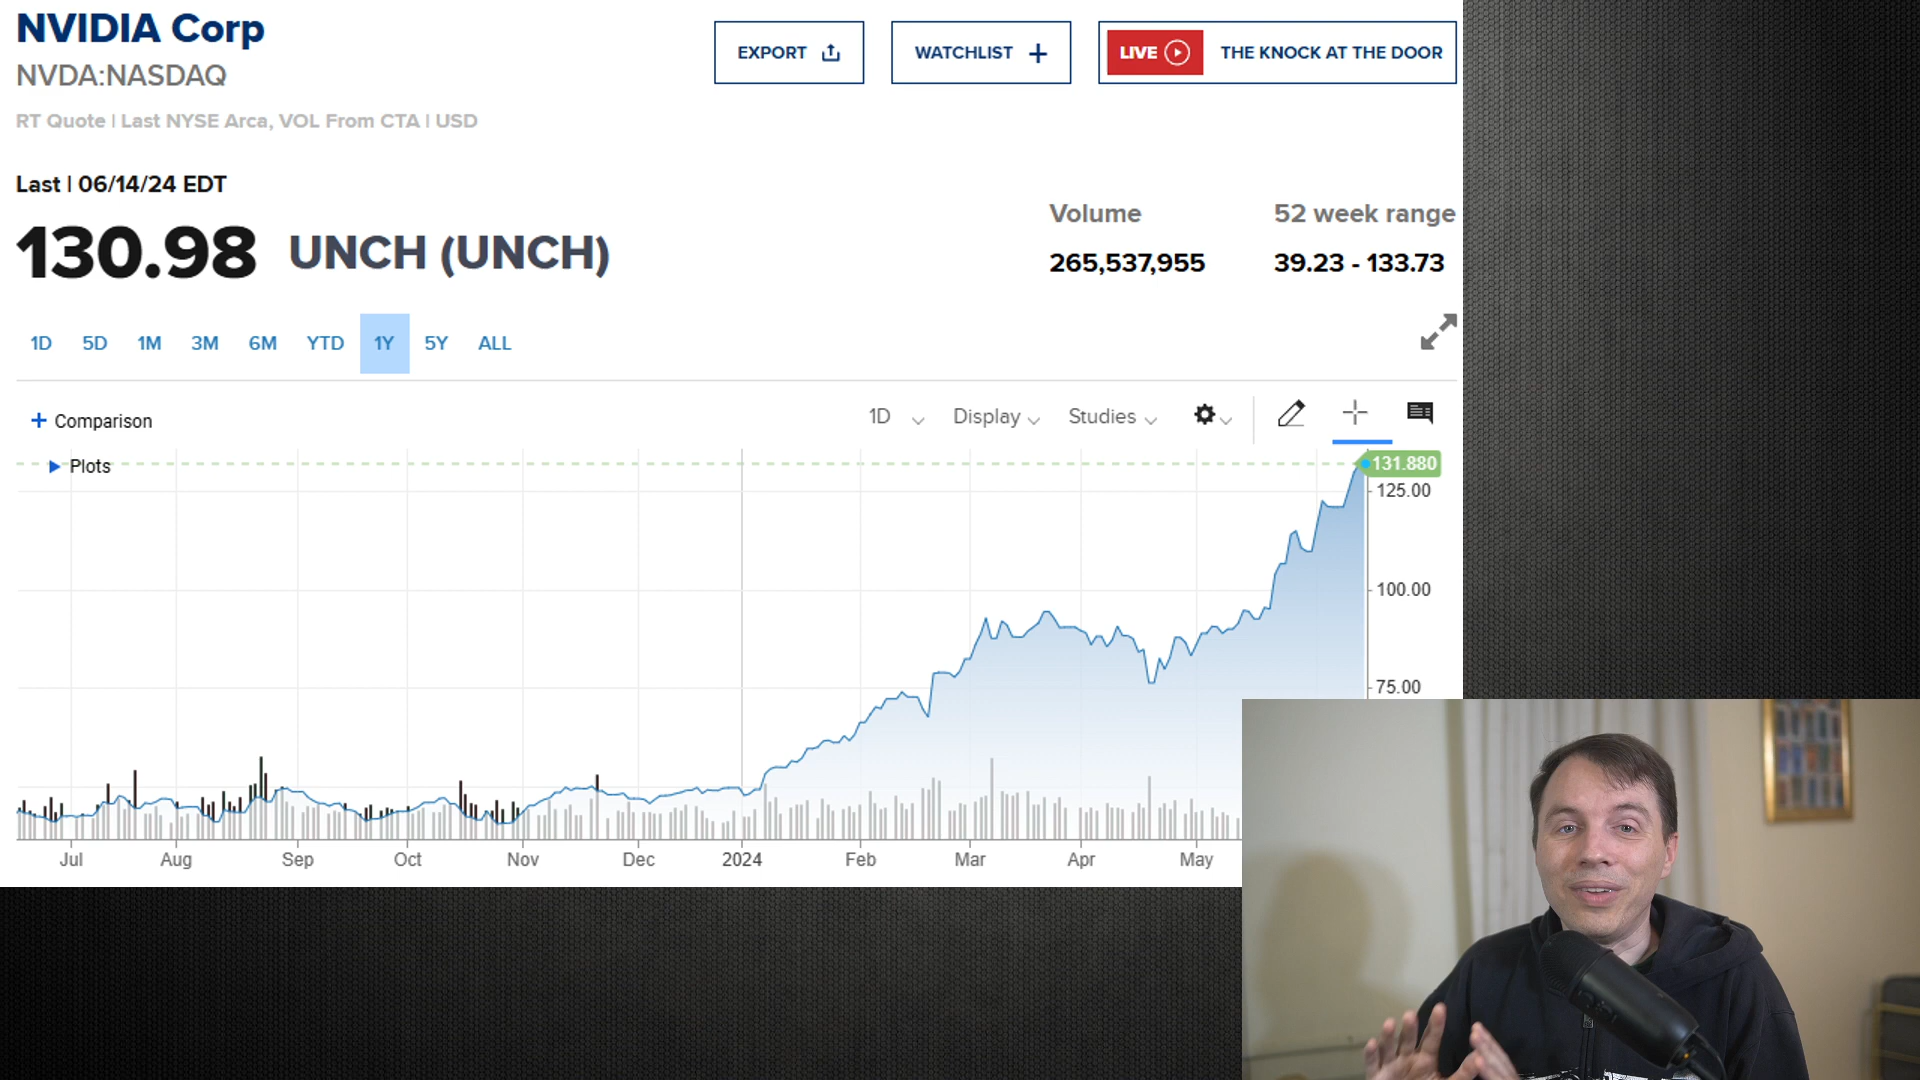 NVIDIA Corp
NVDA:NASDAQ
EXPORT
WATCHLIST +
LIVE THE KNOCK AT THE DOOR
RT Quote | Last NYSE Arca, VOL From CTA | USD
Last | 06/14/24 EDT
130.98 UNCH (UNCH)
Volume
265,537,955
52 week range
39.23 - 133.73
1D 5D 1M 3M 6M YTD 1Y 5Y ALL
+ Comparison
1D Display Studies
Plots
131.880
125.00
100.00
75.00
Jul Aug Sep Oct Nov Dec 2024 Feb Mar Apr May